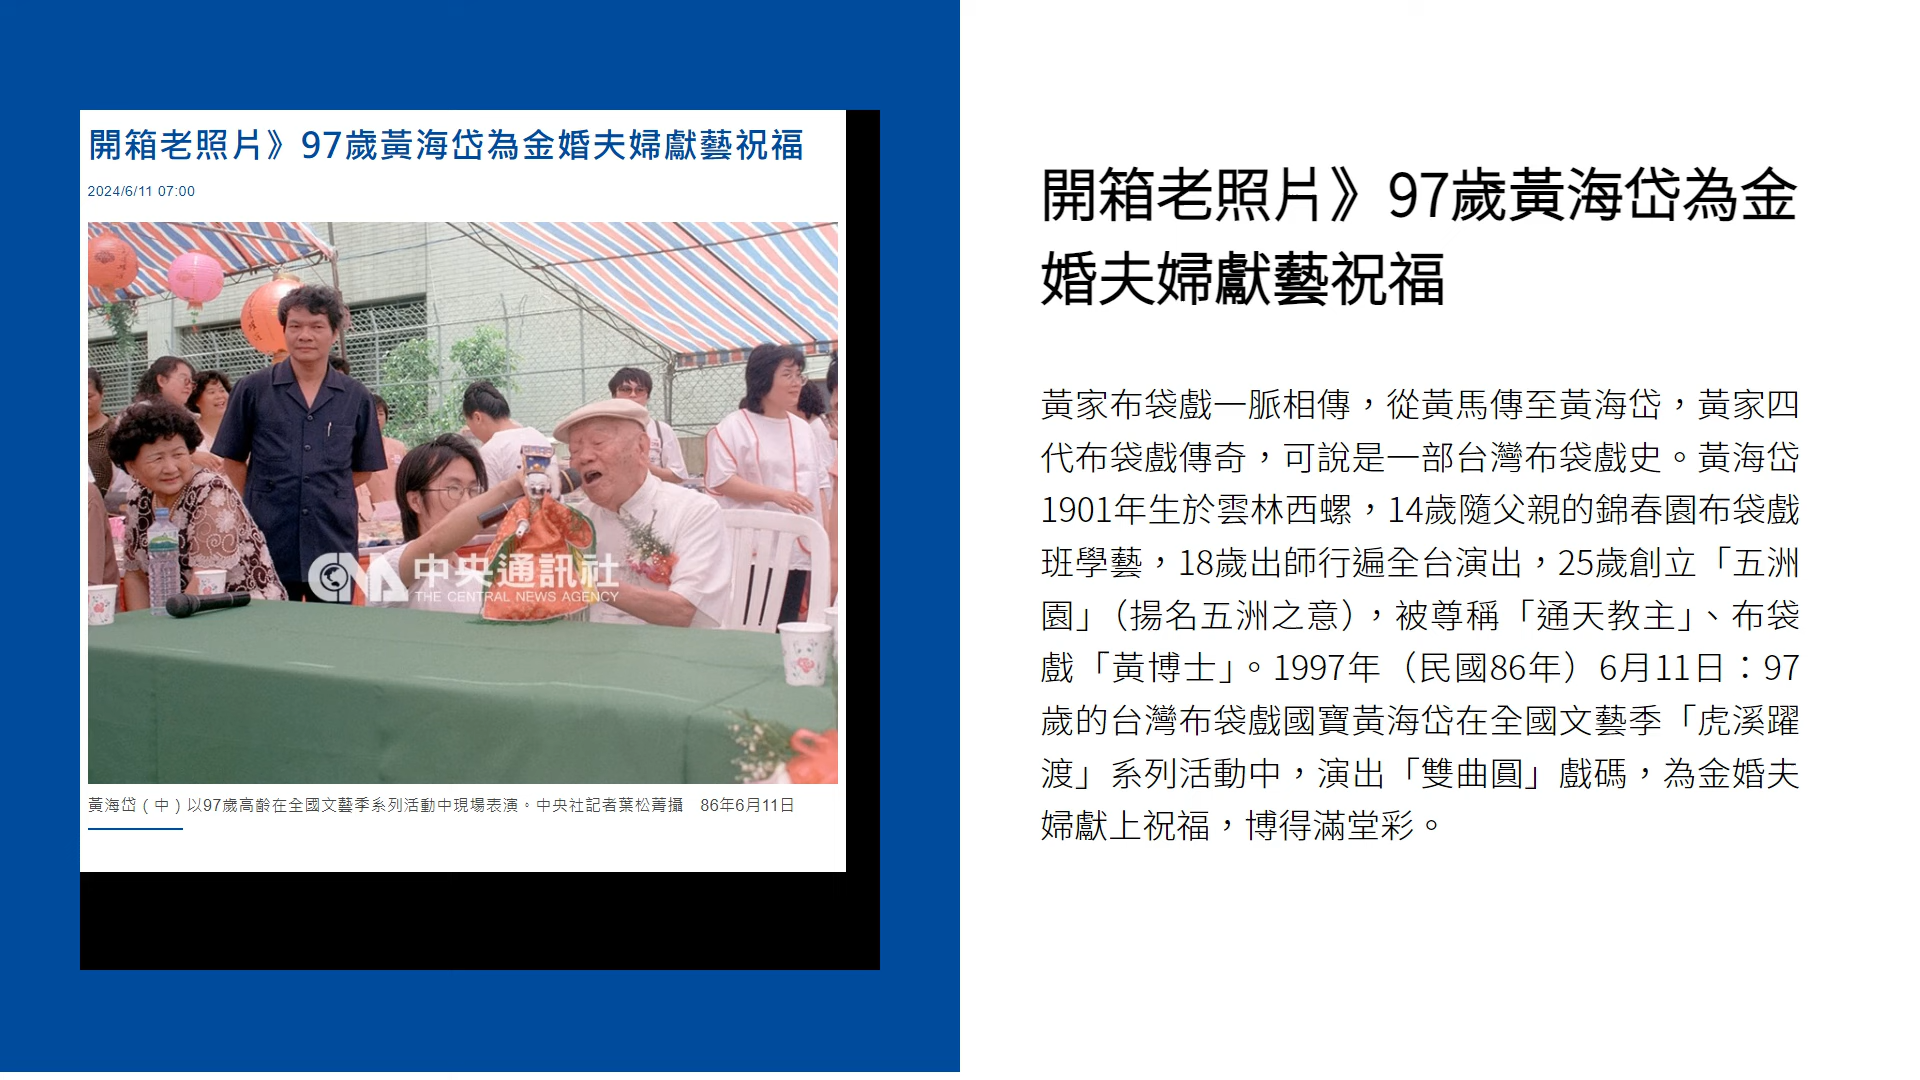 開箱老照片》97歲黃海岱為金婚夫婦獻藝祝福
2024/6/11 07:00
中央通訊社
THE CENTRAL NEWS AGENCY
黃海岱（中）以97歲高齡在全國文藝季系列活動中現場表演。中央社記者葉松菁攝　86年6月11日
開箱老照片》97歲黃海岱為金
婚夫婦獻藝祝福
黃家布袋戲一脈相傳，從黃馬傳至黃海岱，黃家四
代布袋戲傳奇，可說是一部台灣布袋戲史。黃海岱
1901年生於雲林西螺，14歲隨父親的錦春園布袋戲
班學藝，18歲出師行遍全台演出，25歲創立「五洲
園」（揚名五洲之意），被尊稱「通天教主」、布袋
戲「黃博士」。1997年（民國86年）6月11日：97
歲的台灣布袋戲國寶黃海岱在全國文藝季「虎溪躍
渡」系列活動中，演出「雙曲圓」戲碼，為金婚夫
婦獻上祝福，博得滿堂彩。